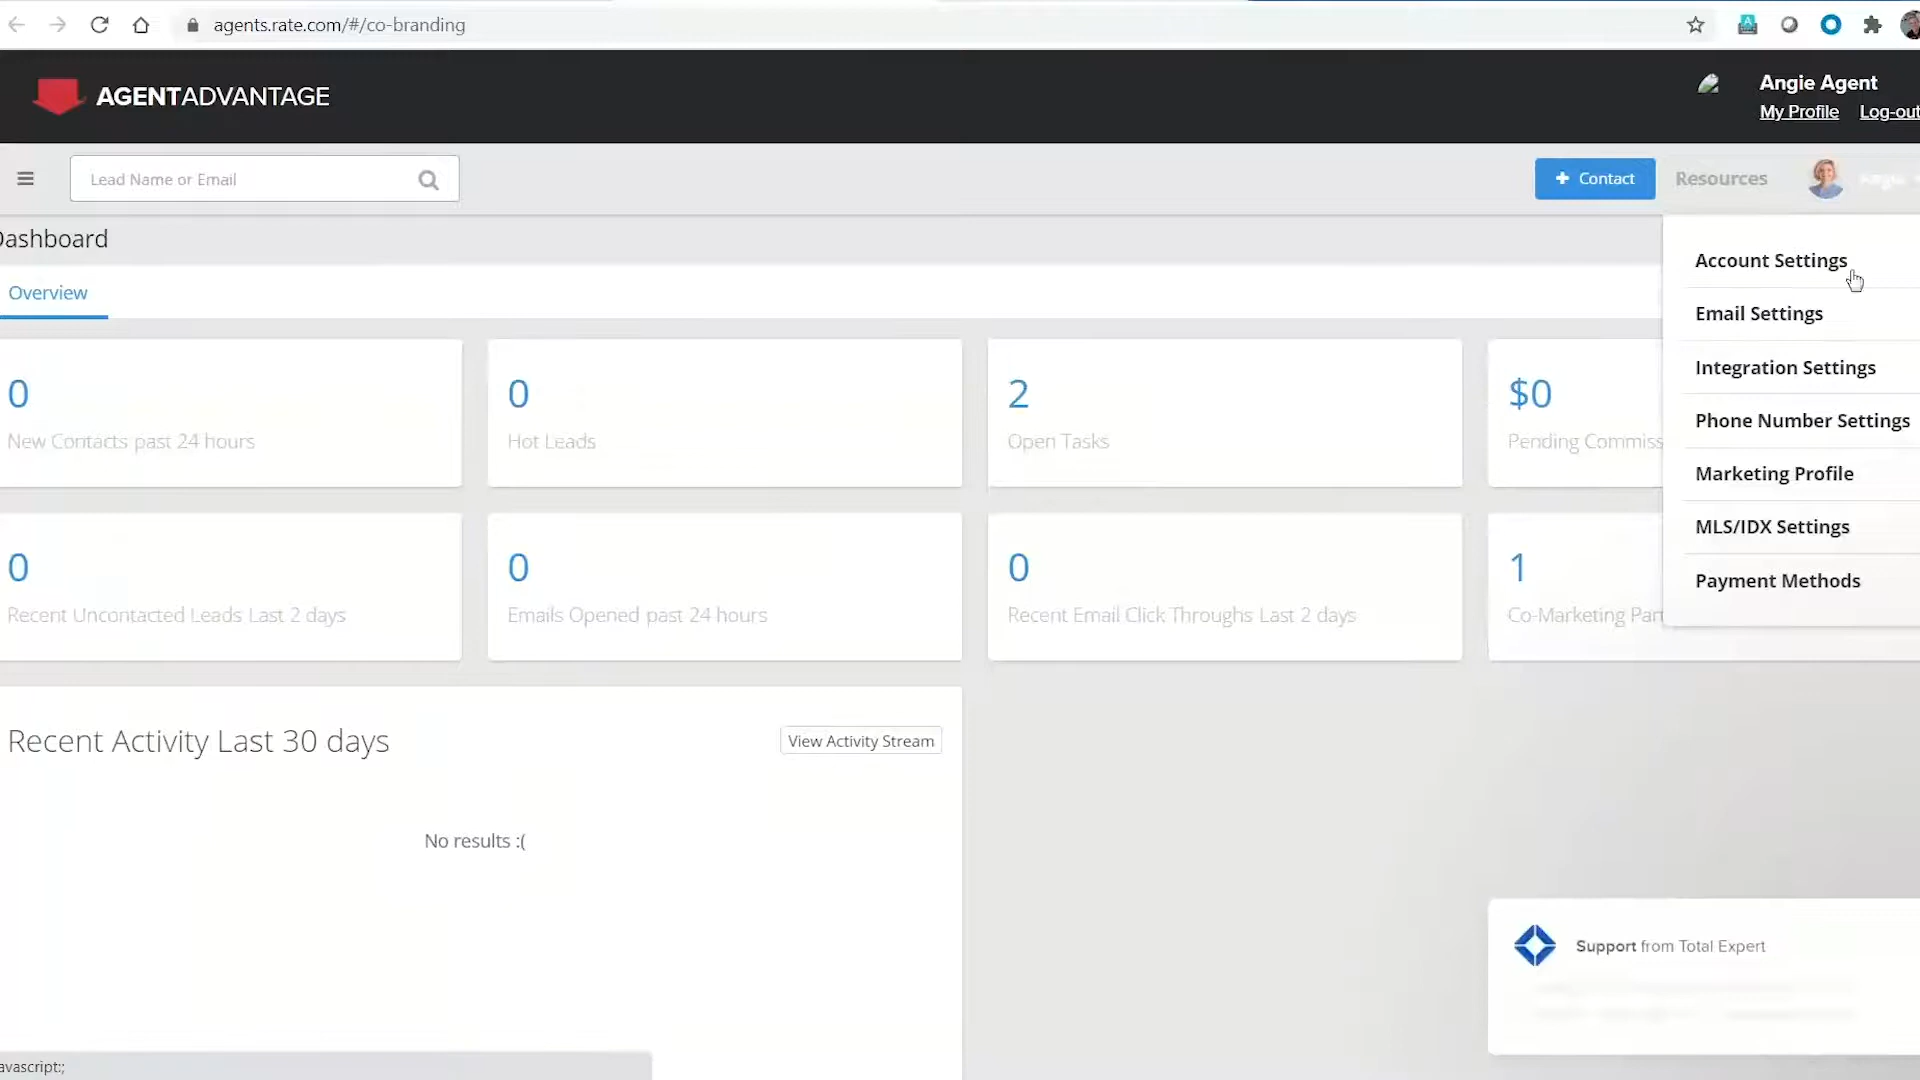 agents.rate.com/#/co-branding
AGENTADVANTAGE
Angie Agent
My Profile
Log-out
Lead Name or Email
+ Contact
Resources
Dashboard
Overview
Account Settings
Email Settings
Integration Settings
Phone Number Settings
Marketing Profile
MLS/IDX Settings
Payment Methods
0
New Contacts past 24 hours
0
Hot Leads
2
Open Tasks
$0
Pending Commiss
0
Recent Uncontacted Leads Last 2 days
0
Emails Opened past 24 hours
0
Recent Email Click Throughs Last 2 days
1
Co-Marketing Par
Recent Activity Last 30 days
View Activity Stream
No results :(
Support from Total Expert
avascript:;